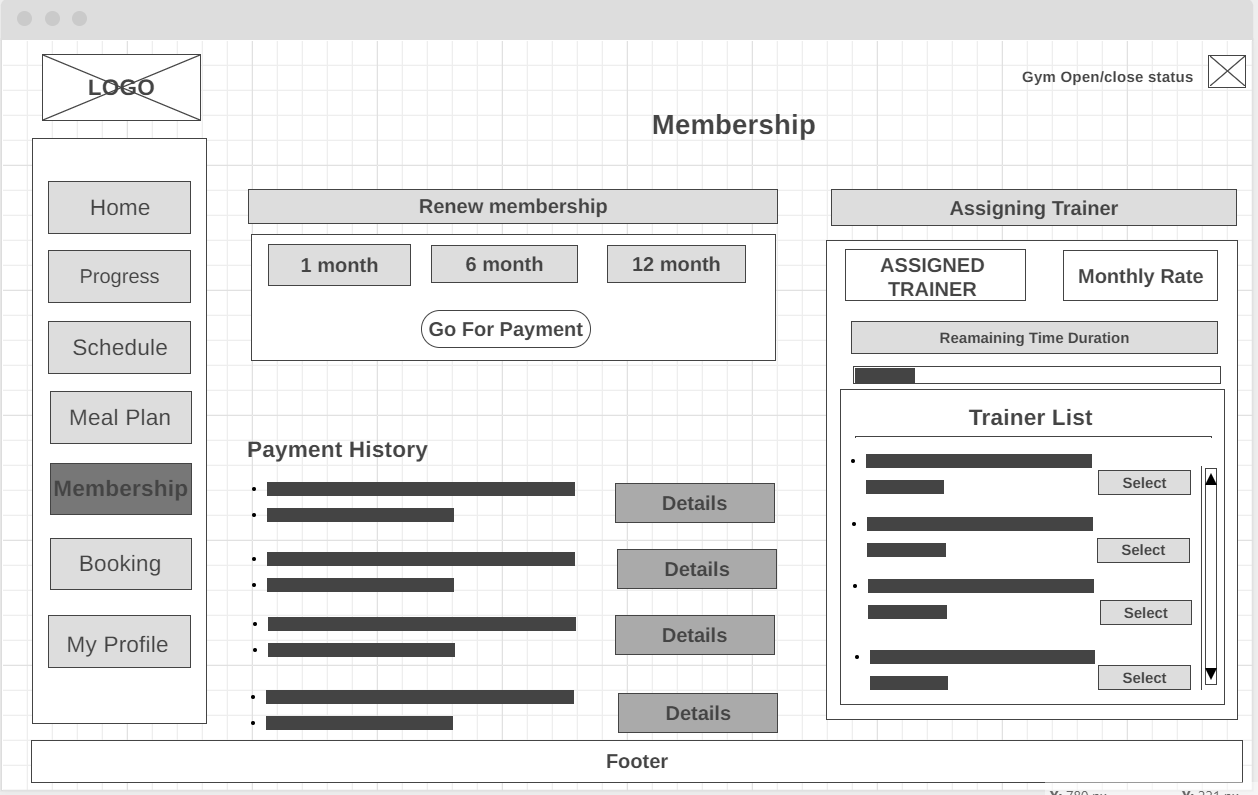 LOGO
Gym Open/close status
Membership
Home
Progress
Schedule
Meal Plan
Membership
Booking
My Profile
Renew membership
1 month
6 month
12 month
Go For Payment
Payment History
Details
Details
Details
Details
Assigning Trainer
ASSIGNED
TRAINER
Monthly Rate
Reamaining Time Duration
Trainer List
Select
Select
Select
Select
Footer